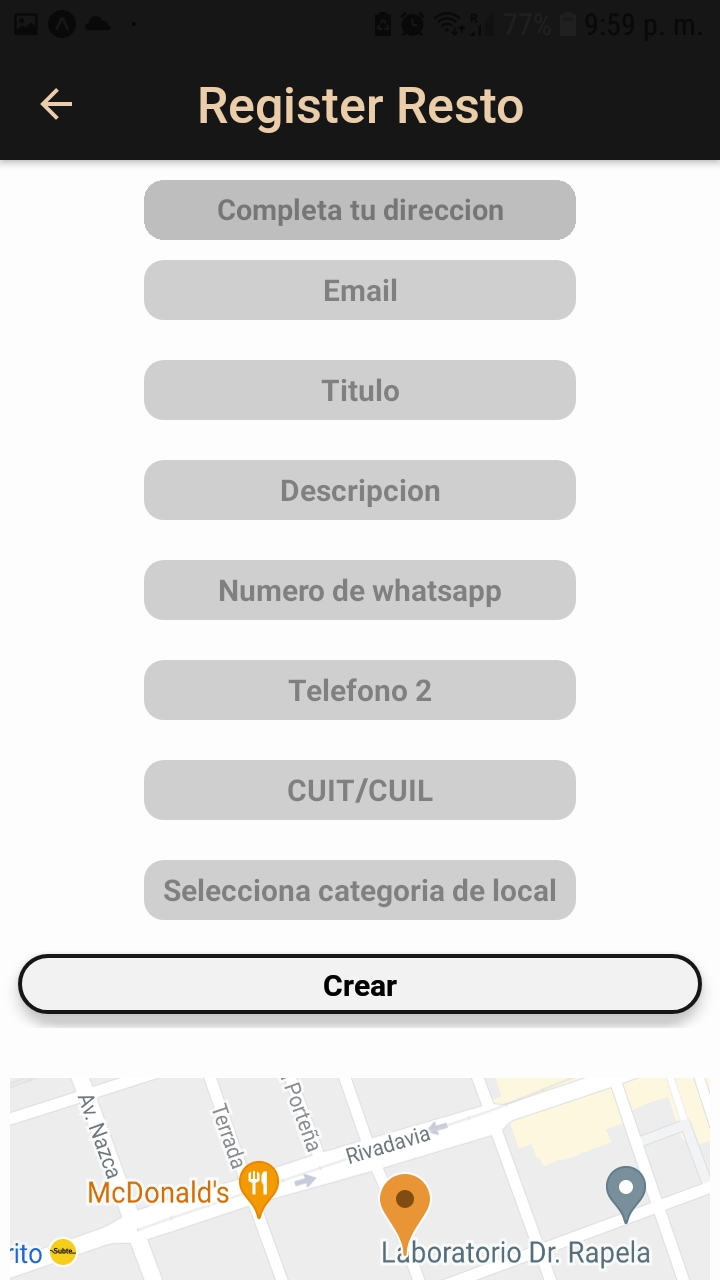 77% 9:59 p. m.
Register Resto
Completa tu direccion
Email
Titulo
Descripcion
Numero de whatsapp
Telefono 2
CUIT/CUIL
Selecciona categoria de local
Crear
Av. Nazca
Terrada
Porteña
Rivadavia
McDonald's
rito
Subte
Laboratorio Dr. Rapela